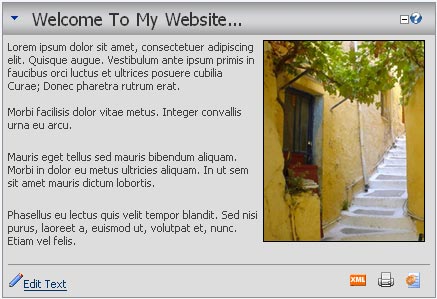 Welcome To My Website...
Lorem ipsum dolor sit amet, consectetuer adipiscing
elit. Quisque augue. Vestibulum ante ipsum primis in
faucibus orci luctus et ultrices posuere cubilia
Curae; Donec pharetra rutrum erat.
Morbi facilisis dolor vitae metus. Integer convallis
urna eu arcu.
Mauris eget tellus sed mauris bibendum aliquam.
Morbi in dolor eu metus ultricies aliquam. In ut sem
sit amet mauris dictum lobortis.
Phasellus eu lectus quis velit tempor blandit. Sed nisi
purus, laoreet a, euismod ut, volutpat et, nunc.
Etiam vel felis.
Edit Text
XML